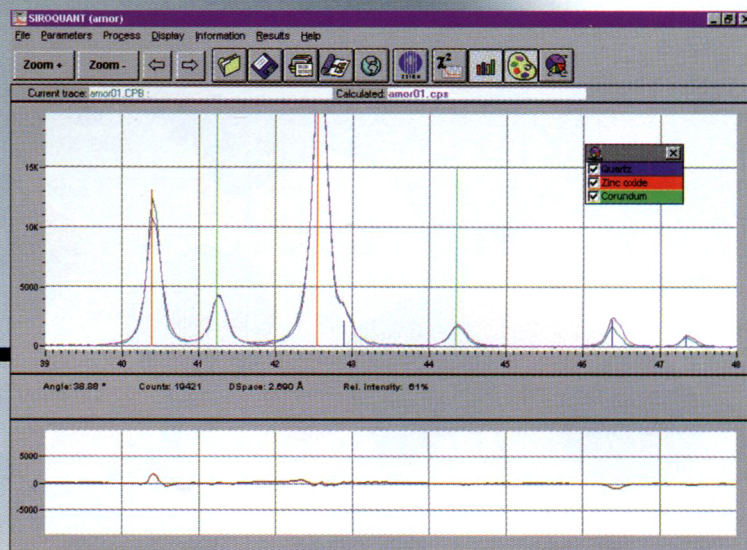 SIROQUANT (amor)
File Parameters Process Display Information Results Help
Zoom + Zoom - CSIRO χ²
Current trace: amor01.CPB : Calculated: amor01.cps
15K
10K
5000
0
Quartz
Zinc oxide
Corundum
39 40 41 42 43 44 45 46 47 48
Angle: 38.88 ° Counts: 19421 DSpace: 2.690 Å Rel. Intensity: 61%
5000
0
-5000